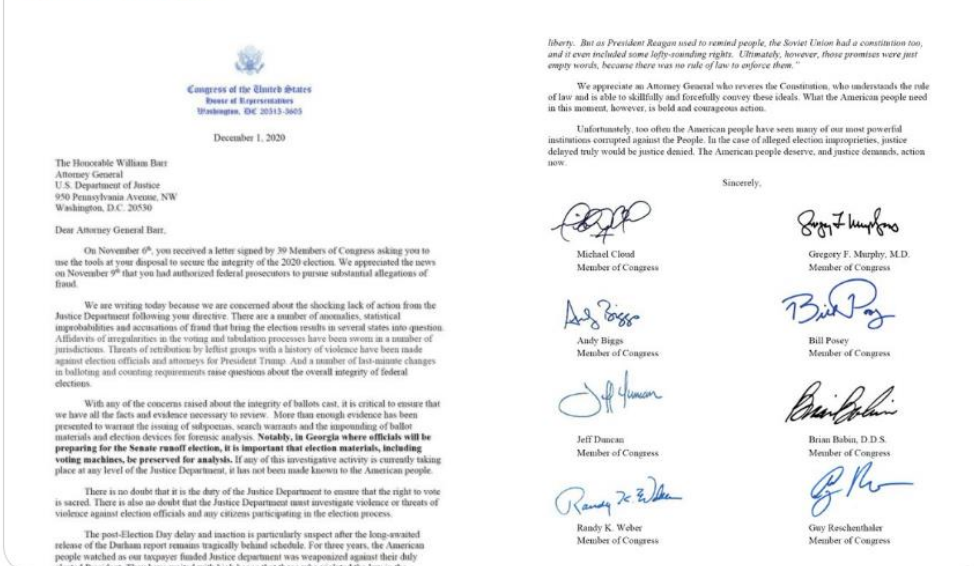 Congress of the United States
House of Representatives
Washington, DC 20515-3605
December 1, 2020
The Honorable William Barr
Attorney General
U.S. Department of Justice
950 Pennsylvania Avenue, NW
Washington, D.C. 20530
Dear Attorney General Barr,
On November 6th, you received a letter signed by 39 Members of Congress asking you to
use the tools at your disposal to secure the integrity of the 2020 election. We appreciated the news
on November 9th that you had authorized federal prosecutors to pursue substantial allegations of
fraud.
We are writing today because we are concerned about the shocking lack of action from the
Justice Department following your directive. There are a number of anomalies, statistical
improbabilities and accusations of fraud that bring the election results in several states into question.
Affidavits of irregularities in the voting and tabulation processes have been sworn in a number of
jurisdictions. Threats of retribution by leftist groups with a history of violence have been made
against election officials and attorneys for President Trump. And a number of last-minute changes
in balloting and counting requirements raise questions about the overall integrity of federal
elections.
With any of the concerns raised about the integrity of ballots cast, it is critical to ensure that
we have all the facts and evidence necessary to review. More than enough evidence has been
presented to warrant the issuing of subpoenas, search warrants and the impounding of ballot
materials and election devices for forensic analysis. Notably, in Georgia where officials will be
preparing for the Senate runoff election, it is important that election materials, including
voting machines, be preserved for analysis. If any of this investigative activity is currently taking
place at any level of the Justice Department, it has not been made known to the American people.
There is no doubt that it is the duty of the Justice Department to ensure that the right to vote
is sacred. There is also no doubt that the Justice Department must investigate violence or threats of
violence against election officials and any citizens participating in the election process.
The post-Election Day delay and inaction is particularly suspect after the long-awaited
release of the Durham report remains tragically behind schedule. For three years, the American
people watched as our taxpayer funded Justice department was weaponized against their duly
liberty. But as President Reagan used to remind people, the Soviet Union had a constitution too,
and it even included some lofty-sounding rights. Ultimately, however, those promises were just
empty words, because there was no rule of law to enforce them."
We appreciate an Attorney General who reveres the Constitution, who understands the rule
of law and is able to skillfully and forcefully convey these ideals. What the American people need
in this moment, however, is bold and courageous action.
Unfortunately, too often the American people have seen many of our most powerful
institutions corrupted against the People. In the case of alleged election improprieties, justice
delayed truly would be justice denied. The American people deserve, and justice demands, action
now.
Sincerely,
Michael Cloud
Member of Congress
Gregory F. Murphy, M.D.
Member of Congress
Andy Biggs
Andy Biggs
Member of Congress
Bill Posey
Bill Posey
Member of Congress
Jeff Duncan
Jeff Duncan
Member of Congress
Brian Babin
Brian Babin, D.D.S.
Member of Congress
Randy K. Weber
Randy K. Weber
Member of Congress
Guy Reschenthaler
Member of Congress